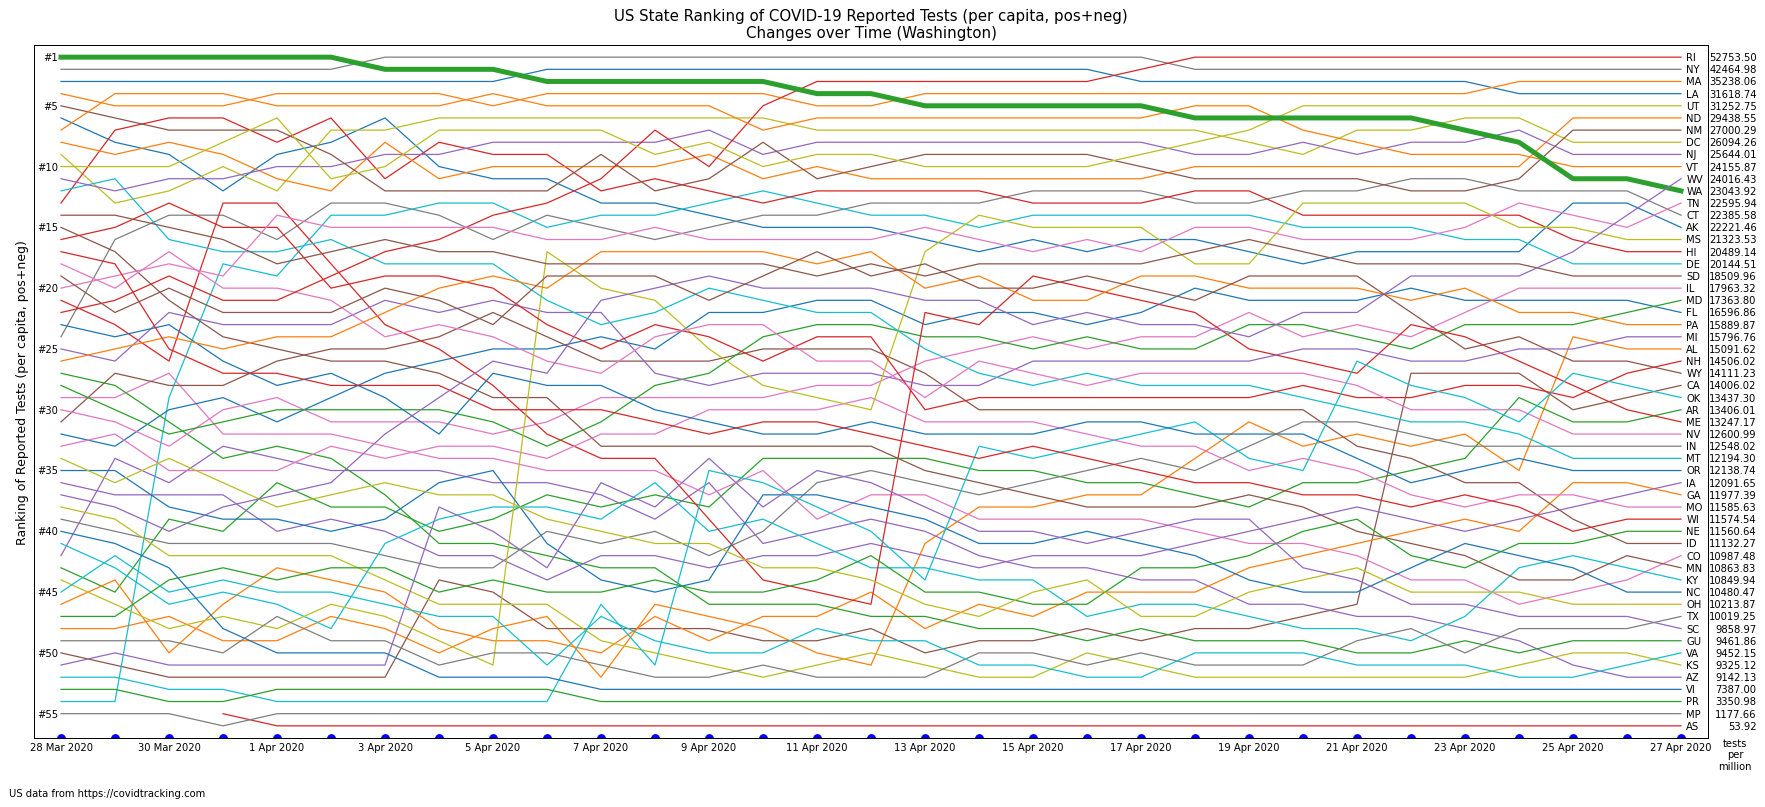 US State Ranking of COVID-19 Reported Tests (per capita, pos+neg)
Changes over Time (Washington)
Ranking of Reported Tests (per capita, pos+neg)
#1
#5
#10
#15
#20
#25
#30
#35
#40
#45
#50
#55
RI 52753.50
NY 42464.98
MA 35238.06
LA 31618.74
UT 31252.75
ND 29438.55
NM 27000.29
DC 26094.26
NJ 25644.01
VT 24155.87
WV 24016.43
WA 23043.92
TN 22595.94
CT 22385.58
AK 22221.46
MS 21323.53
HI 20489.14
DE 20144.51
SD 18509.96
IL 17963.32
MD 17363.80
FL 16596.86
PA 15889.87
MI 15796.76
AL 15091.62
NH 14506.02
WY 14111.23
CA 14006.02
OK 13437.30
AR 13406.01
ME 13247.17
NV 12600.99
IN 12548.02
MT 12194.30
OR 12138.74
IA 12091.65
GA 11977.39
MO 11585.63
WI 11574.54
NE 11560.64
ID 11132.27
CO 10987.48
MN 10863.83
KY 10849.94
NC 10480.47
OH 10213.87
TX 10019.25
SC 9858.97
GU 9461.86
VA 9452.15
KS 9325.12
AZ 9142.13
VI 7387.00
PR 3350.98
MP 1177.66
AS 53.92
28 Mar 2020 30 Mar 2020 1 Apr 2020 3 Apr 2020 5 Apr 2020 7 Apr 2020 9 Apr 2020 11 Apr 2020 13 Apr 2020 15 Apr 2020 17 Apr 2020 19 Apr 2020 21 Apr 2020 23 Apr 2020 25 Apr 2020 27 Apr 2020
tests
per
million
US data from https://covidtracking.com